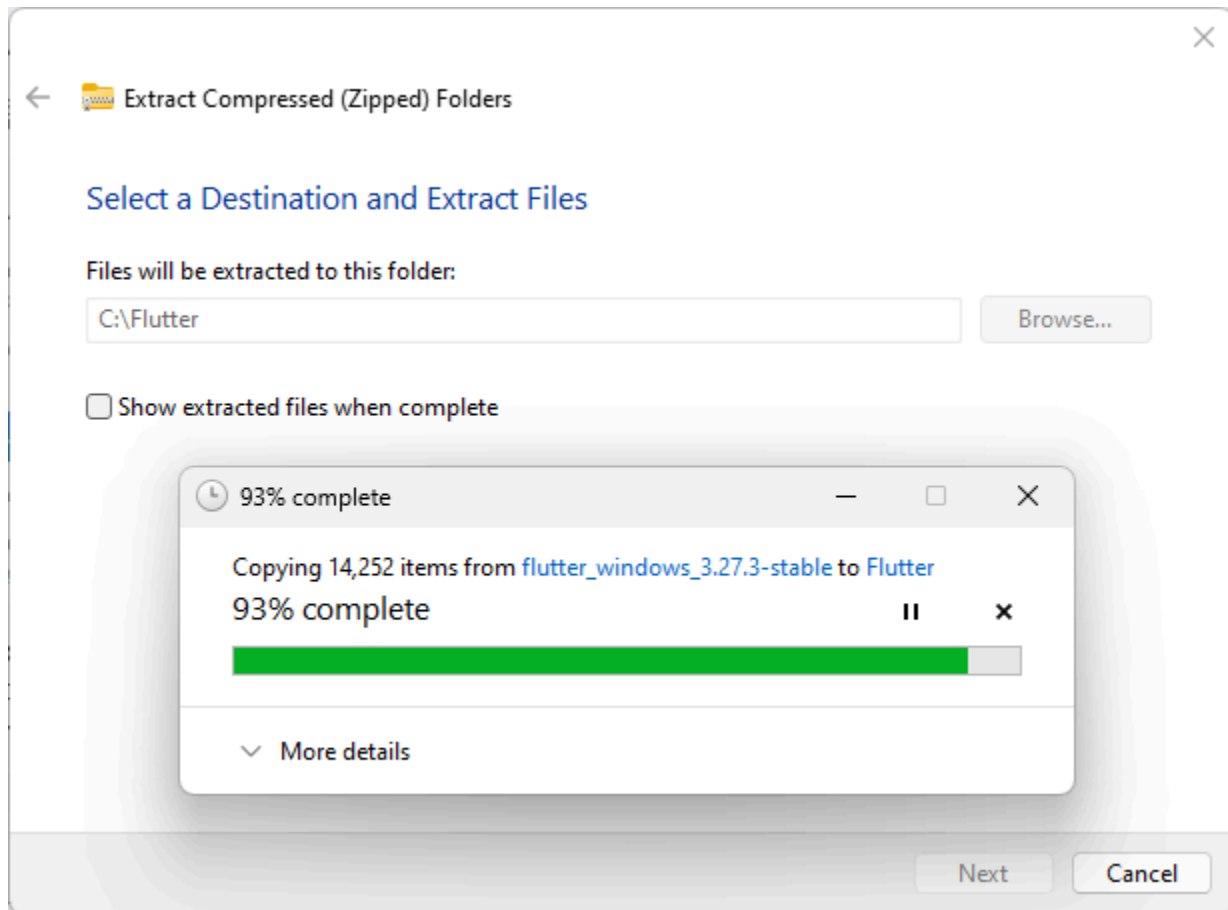 Extract Compressed (Zipped) Folders
Select a Destination and Extract Files
Files will be extracted to this folder:
C:\Flutter
Browse...
Show extracted files when complete
93% complete
Copying 14,252 items from flutter_windows_3.27.3-stable to Flutter
93% complete
More details
Next
Cancel